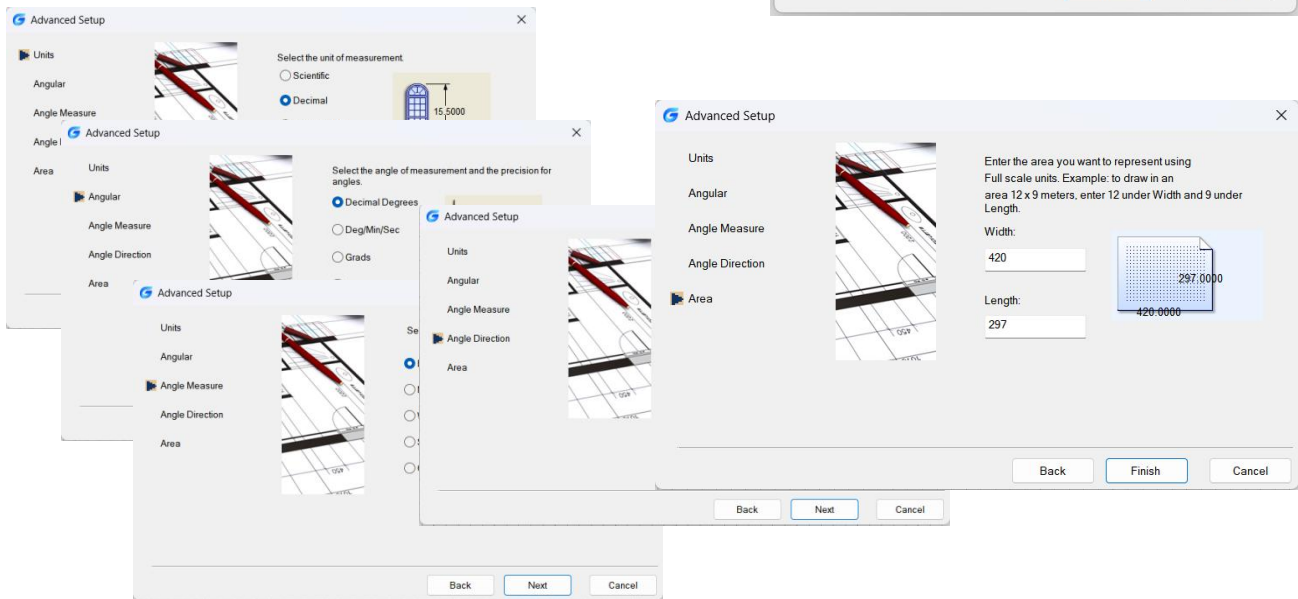 Advanced Setup
Units
Angular
Angle Measure
Area
Select the unit of measurement.
Scientific
Decimal
15,5000
Advanced Setup
Units
Angular
Angle Measure
Angle Direction
Area
Select the angle of measurement and the precision for
angles.
Decimal Degrees
Deg/Min/Sec
Grads
Advanced Setup
Units
Angular
Angle Measure
Angle Direction
Area
Back
Next
Cancel
Advanced Setup
Units
Angular
Angle Measure
Angle Direction
Area
Back
Next
Cancel
Advanced Setup
Units
Angular
Angle Measure
Angle Direction
Area
Enter the area you want to represent using
Full scale units. Example: to draw in an
area 12 x 9 meters, enter 12 under Width and 9 under
Length.
Width:
420
Length:
297
297.0000
420.0000
Back
Finish
Cancel